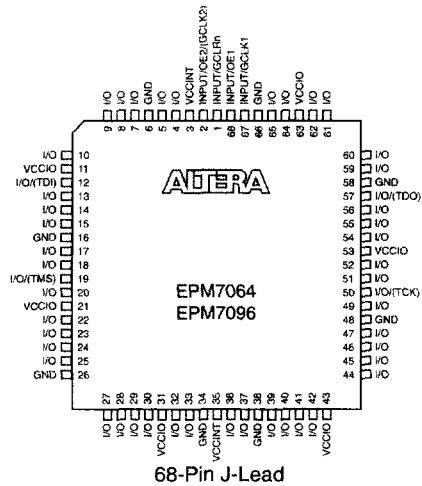 I/O I/O I/O GND I/O I/O VCCINT INPUT/OE2/(GCLK2) INPUT/GCLRn INPUT/OE1 INPUT/GCLK1 GND I/O I/O VCCIO I/O I/O
9 8 7 6 5 4 3 2 1 68 67 66 65 64 63 62 61
I/O 10 60 I/O
VCCIO 11 59 I/O
I/O/(TDI) 12 58 GND
I/O 13 57 I/O/(TDO)
I/O 14 56 I/O
I/O 15 55 I/O
GND 16 54 I/O
I/O 17 53 VCCIO
I/O 18 52 I/O
I/O/(TMS) 19 51 I/O
I/O 20 50 I/O/(TCK)
VCCIO 21 49 I/O
I/O 22 48 GND
I/O 23 47 I/O
I/O 24 46 I/O
I/O 25 45 I/O
GND 26 44 I/O
ALTERA
EPM7064
EPM7096
27 28 29 30 31 32 33 34 35 36 37 38 39 40 41 42 43
I/O I/O I/O I/O VCCIO I/O I/O GND VCCINT I/O I/O GND I/O I/O I/O I/O VCCIO
68-Pin J-Lead